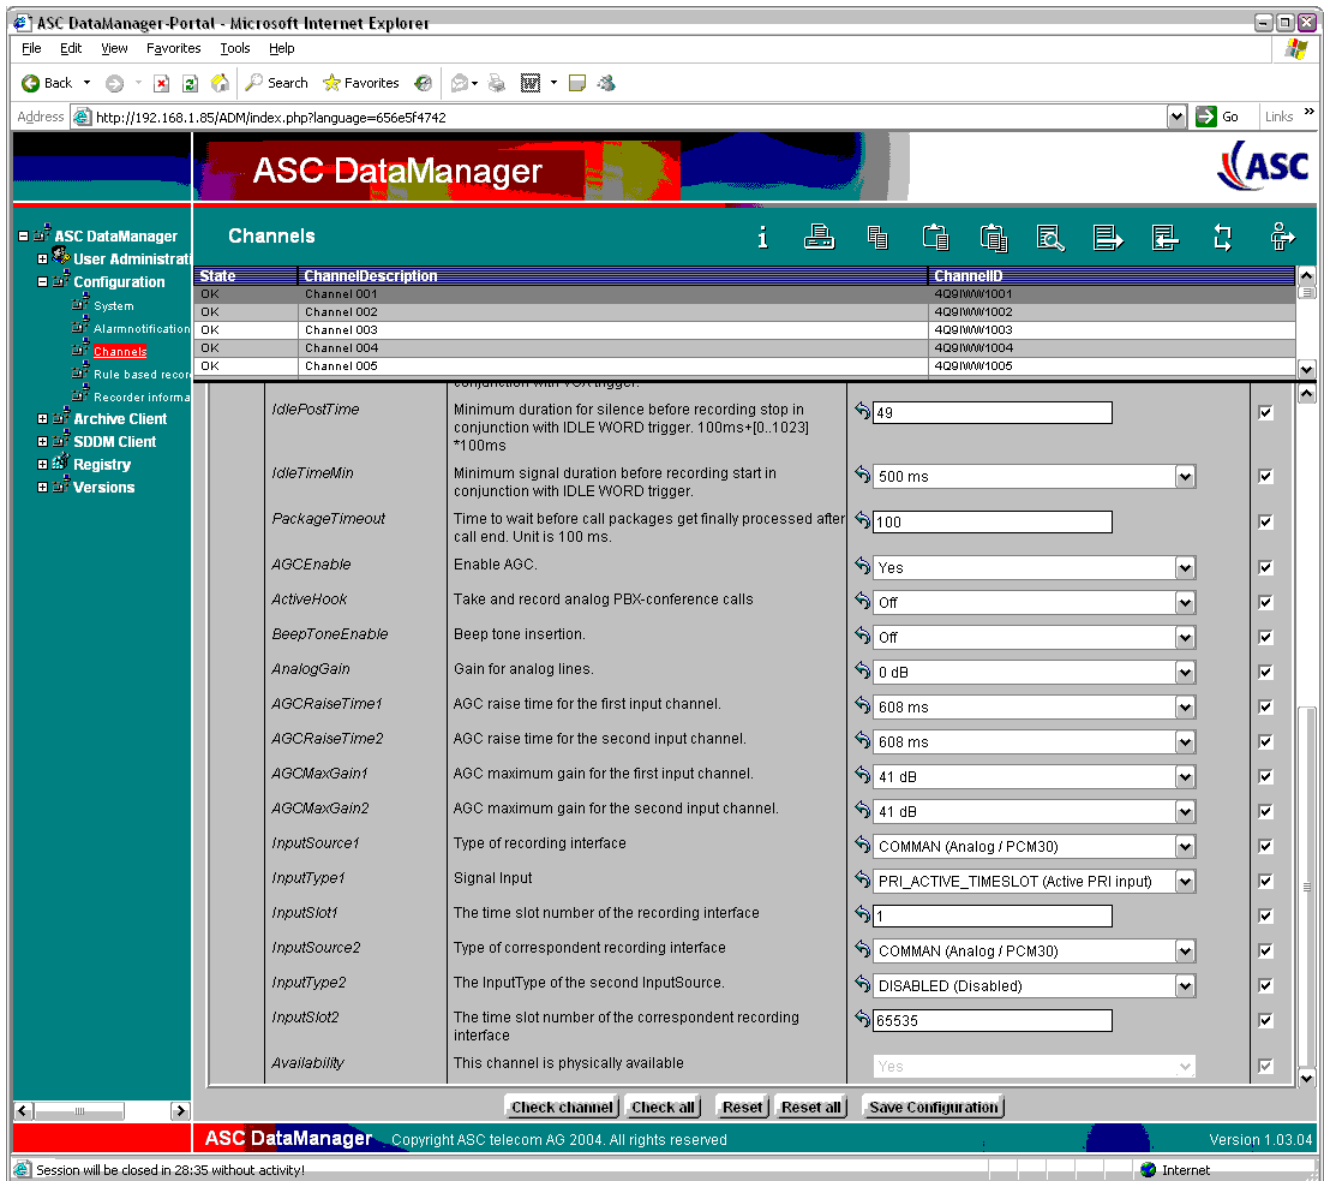 ASC DataManager-Portal - Microsoft Internet Explorer
File Edit View Favorites Tools Help
Back Search Favorites
Address http://192.168.1.85/ADM/index.php?language=656e5f4742 Go Links »
ASC DataManager ASC
ASC DataManager
User Administrati
Configuration
System
Alarmnotification
Channels
Rule based recor
Recorder informa
Archive Client
SDDM Client
Registry
Versions
Channels
State ChannelDescription ChannelID
OK Channel 001 4Q9IWW1001
OK Channel 002 4Q9IWW1002
OK Channel 003 4Q9IWW1003
OK Channel 004 4Q9IWW1004
OK Channel 005 4Q9IWW1005
conjunction with VOX trigger.
IdlePostTime Minimum duration for silence before recording stop in 49
conjunction with IDLE WORD trigger. 100ms+[0..1023]
*100ms
IdleTimeMin Minimum signal duration before recording start in 500 ms
conjunction with IDLE WORD trigger.
PackageTimeout Time to wait before call packages get finally processed after 100
call end. Unit is 100 ms.
AGCEnable Enable AGC. Yes
ActiveHook Take and record analog PBX-conference calls Off
BeepToneEnable Beep tone insertion. Off
AnalogGain Gain for analog lines. 0 dB
AGCRaiseTime1 AGC raise time for the first input channel. 608 ms
AGCRaiseTime2 AGC raise time for the second input channel. 608 ms
AGCMaxGain1 AGC maximum gain for the first input channel. 41 dB
AGCMaxGain2 AGC maximum gain for the second input channel. 41 dB
InputSource1 Type of recording interface COMMAN (Analog / PCM30)
InputType1 Signal Input PRI_ACTIVE_TIMESLOT (Active PRI input)
InputSlot1 The time slot number of the recording interface 1
InputSource2 Type of correspondent recording interface COMMAN (Analog / PCM30)
InputType2 The InputType of the second InputSource. DISABLED (Disabled)
InputSlot2 The time slot number of the correspondent recording 65535
interface
Availability This channel is physically available Yes
Check channel Check all Reset Reset all Save Configuration
ASC DataManager Copyright ASC telecom AG 2004. All rights reserved Version 1.03.04
Session will be closed in 28:35 without activity! Internet